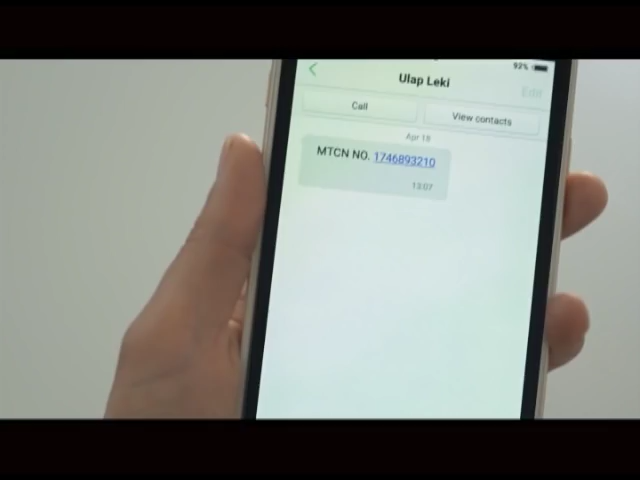 92%
Ulap Leki
Edit
Call
View contacts
Apr 18
MTCN NO. 1746893210
13:07